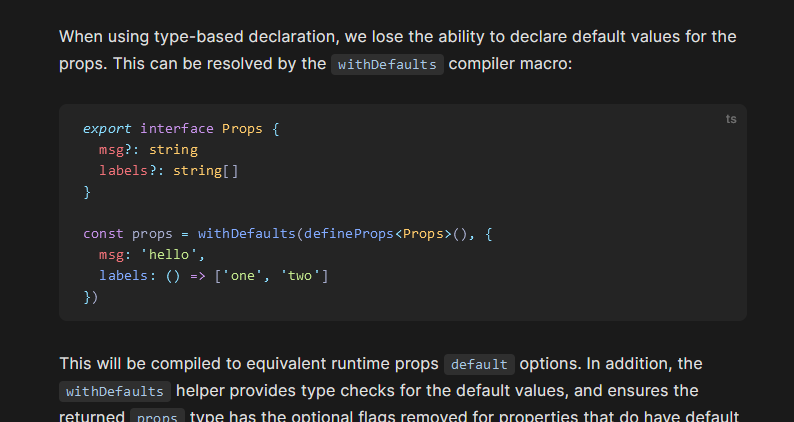 When using type-based declaration, we lose the ability to declare default values for the
props. This can be resolved by the withDefaults compiler macro:
ts
export interface Props {
  msg?: string
  labels?: string[]
}

const props = withDefaults(defineProps<Props>(), {
  msg: 'hello',
  labels: () => ['one', 'two']
})
This will be compiled to equivalent runtime props default options. In addition, the
withDefaults helper provides type checks for the default values, and ensures the
returned props type has the optional flags removed for properties that do have default